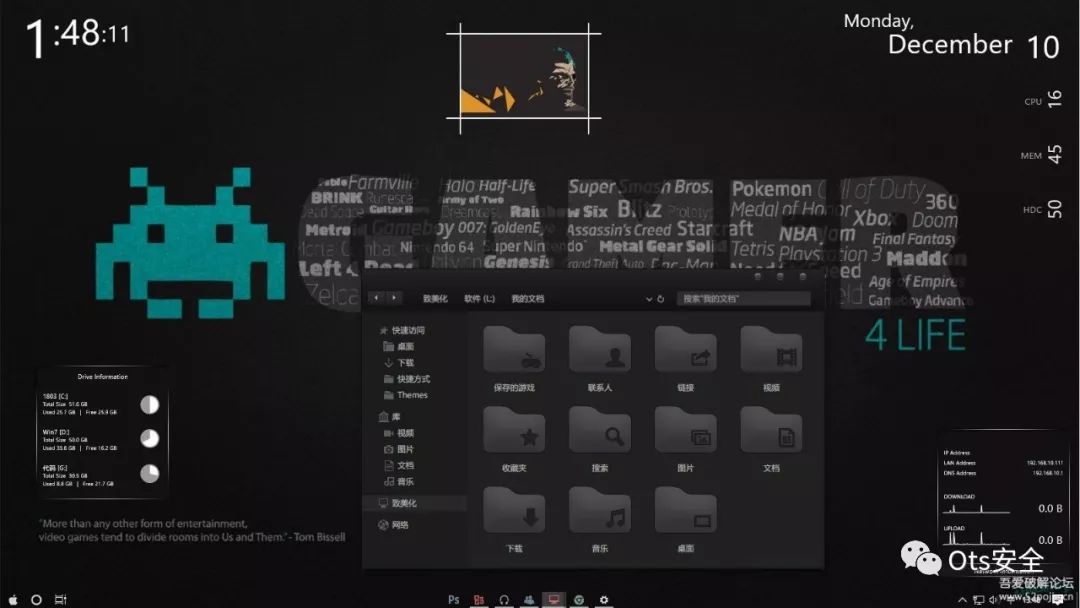 1:48:11
Monday,
December 10
CPU 16
MEM 45
HDC 50
Farmville Halo Half-Life Super Smash Bros. Pokemon Call of Duty
BRINK Army of Two 360
Dead Space Guitar Dreamcast Rainbow Six Blitz Medal of Honor Xbox Doom
Metroid 007: GoldenEye Assassin's Creed Starcraft NBA Jam Final Fantasy
Mortal Combat Nintendo 64 Super Nintendo Metal Gear Solid Tetris Playstation 3 Madden
Left 4 Dead Genesis Grand Theft Auto Pac-Man Need for Speed Age of Empires
Zelda Gameboy Advance
GAMER
4 LIFE
致美化 软件 (L:) 我的文档
搜索"我的文档"
快速访问
桌面
下载
快捷方式
Themes
库
视频
图片
文档
音乐
致美化
网络
保存的游戏 联系人 链接 视频
收藏夹 搜索 图片 文档
下载 音乐 桌面
Drive Information
1803 [C:]
Total Size 51.6 GB
Used 25.7 GB | Free 25.9 GB
Win7 [D:]
Total Size 50.0 GB
Used 33.8 GB | Free 16.2 GB
代码 [G:]
Total Size 30.5 GB
Used 8.8 GB | Free 21.7 GB
"More than any other form of entertainment,
video games tend to divide rooms into Us and Them." - Tom Bissell
IP Address
LAN Address 192.168.10.111
DNS Address 192.168.10.1
DOWNLOAD
0.0 B
UPLOAD
0.0 B
Ots安全
吾爱破解论坛
www.52pojie.cn
Ps
13:48